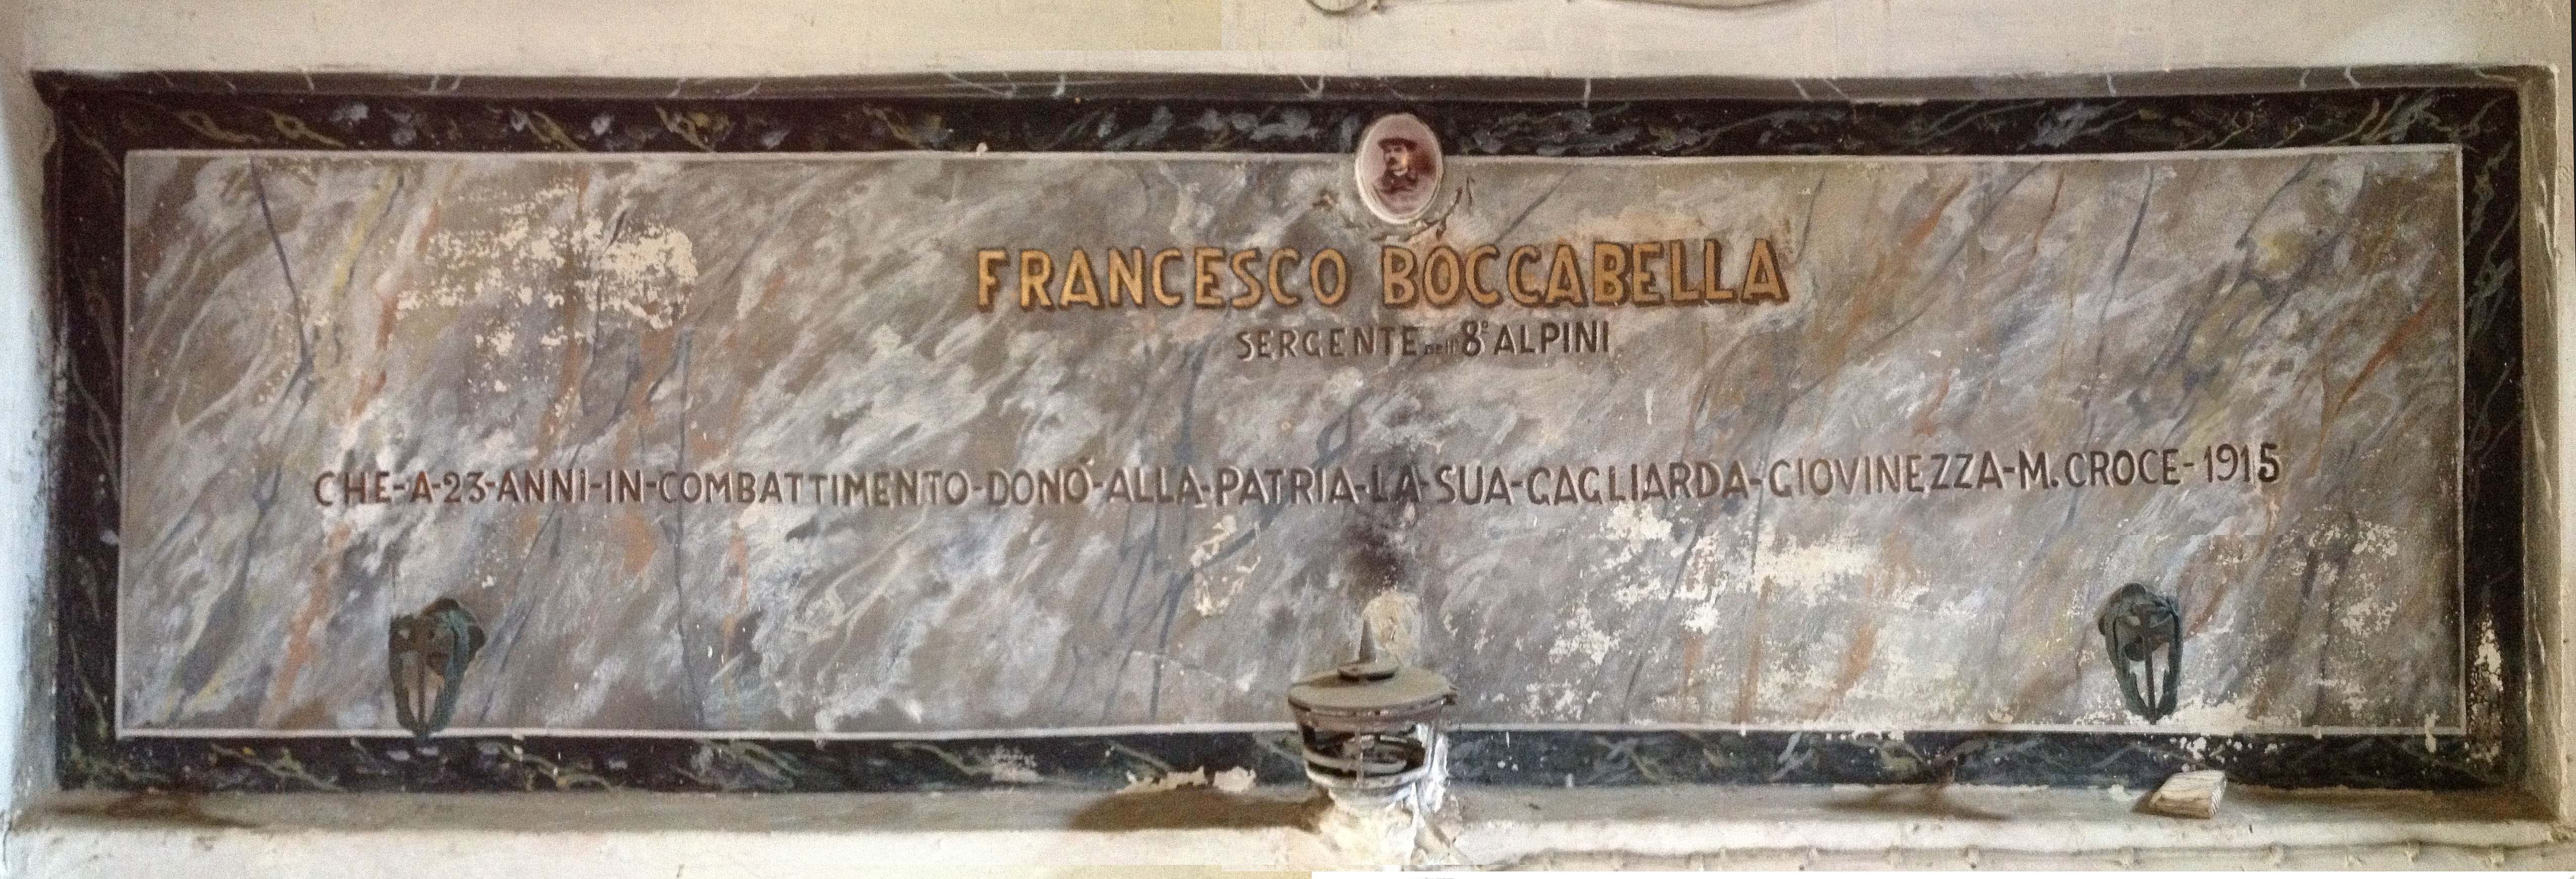 FRANCESCO BOCCABELLA
SERGENTE dell' 8° ALPINI
CHE-A-23-ANNI-IN-COMBATTIMENTO-DONÒ-ALLA-PATRIA-LA-SUA-GAGLIARDA-GIOVINEZZA-M. CROCE-1915